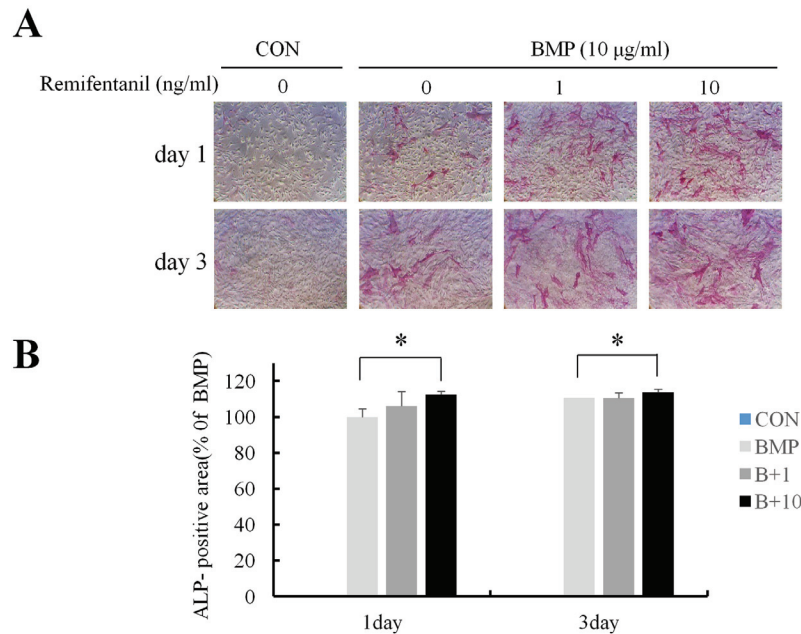 A
CON BMP (10 μg/ml)
Remifentanil (ng/ml) 0 0 1 10
day 1
day 3
B
ALP- positive area(% 0f BMP)
120
100
80
60
40
20
0
* *
1day 3day
CON
BMP
B+1
B+10